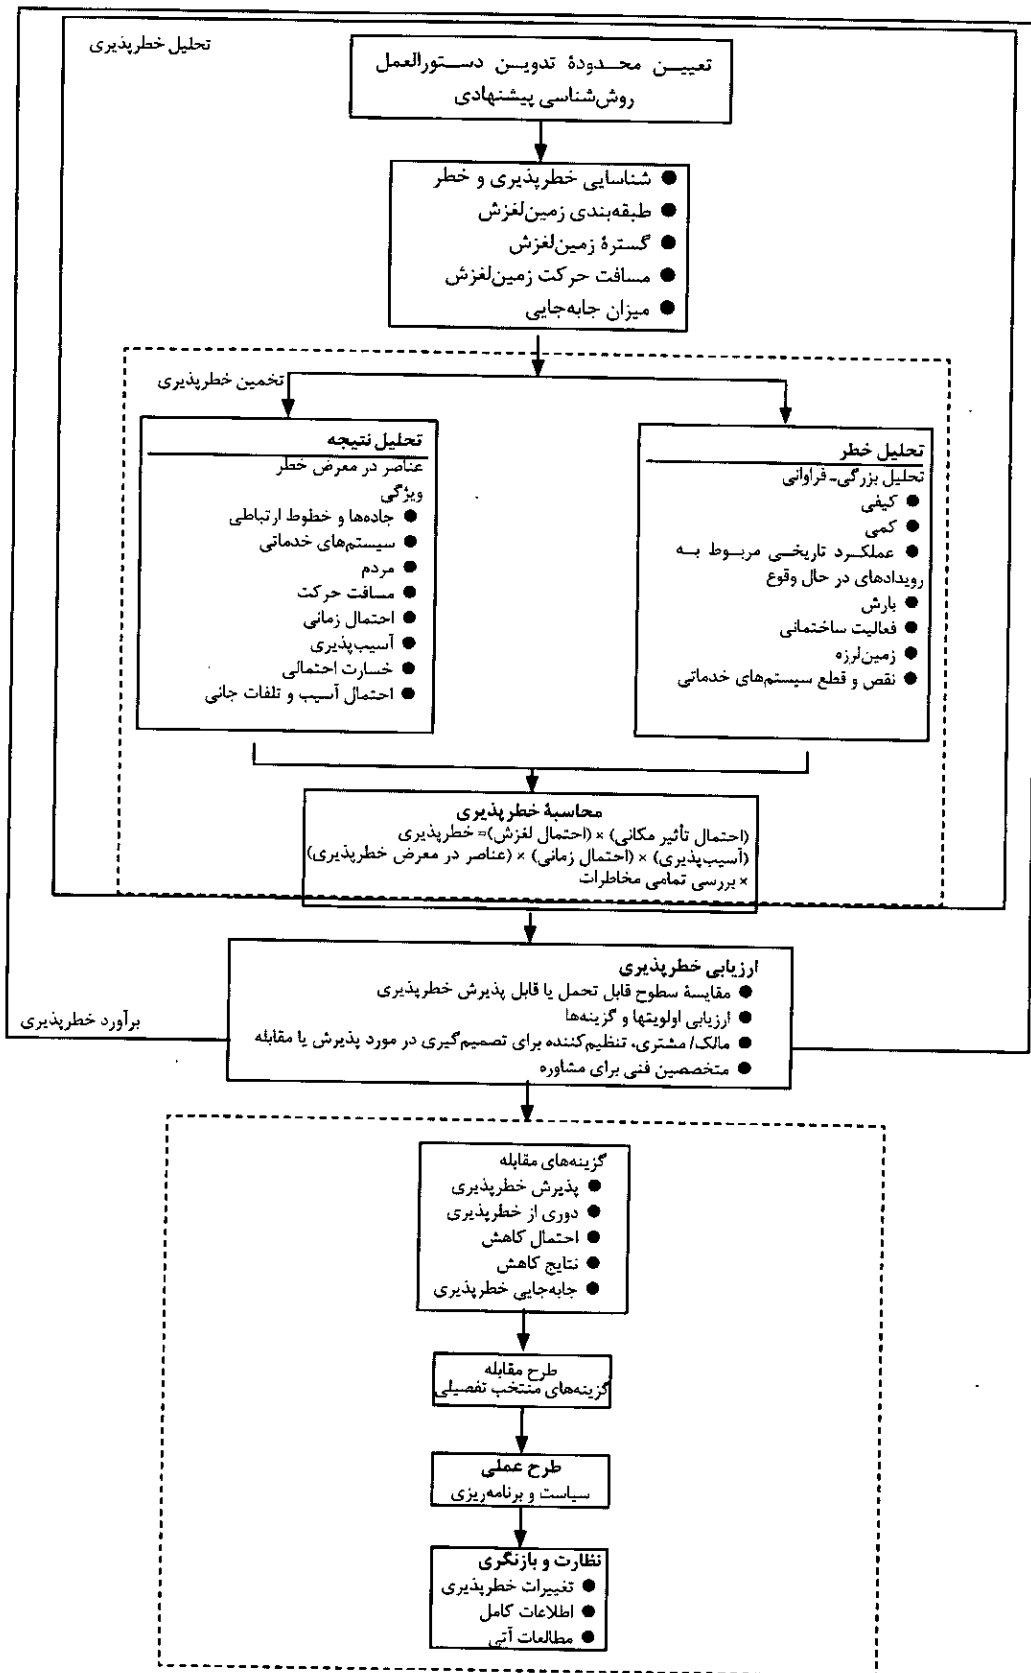 تحلیل خطرپذیری
تعیین محدودهٔ تدوین دستورالعمل
روش‌شناسی پیشنهادی
● شناسایی خطرپذیری و خطر
● طبقه‌بندی زمین‌لغزش
● گسترهٔ زمین‌لغزش
● مسافت حرکت زمین‌لغزش
● میزان جابه‌جایی
تخمین خطرپذیری
تحلیل خطر
تحلیل بزرگی- فراوانی
● کیفی
● کمی
● عملکرد تاریخی مربوط به
رویدادهای در حال وقوع
● بارش
● فعالیت ساختمانی
● زمین‌لرزه
● نقص و قطع سیستم‌های خدماتی
تحلیل نتیجه
عناصر در معرض خطر
ویژگی
● جاده‌ها و خطوط ارتباطی
● سیستم‌های خدماتی
● مردم
● مسافت حرکت
● احتمال زمانی
● آسیب‌پذیری
● خسارت احتمالی
● احتمال آسیب و تلفات جانی
محاسبهٔ خطرپذیری
(احتمال تأثیر مکانی) × (احتمال لغزش)= خطرپذیری
(آسیب‌پذیری) × (احتمال زمانی) × (عناصر در معرض خطرپذیری)
× بررسی تمامی مخاطرات
ارزیابی خطرپذیری
● مقایسهٔ سطوح قابل تحمل یا قابل پذیرش خطرپذیری
● ارزیابی اولویتها و گزینه‌ها
● مالک/ مشتری، تنظیم‌کننده برای تصمیم‌گیری در مورد پذیرش یا مقابله
● متخصصین فنی برای مشاوره
برآورد خطرپذیری
گزینه‌های مقابله
● پذیرش خطرپذیری
● دوری از خطرپذیری
● احتمال کاهش
● نتایج کاهش
● جابه‌جایی خطرپذیری
طرح مقابله
گزینه‌های منتخب تفصیلی
طرح عملی
سیاست و برنامه‌ریزی
نظارت و بازنگری
● تغییرات خطرپذیری
● اطلاعات کامل
● مطالعات آتی